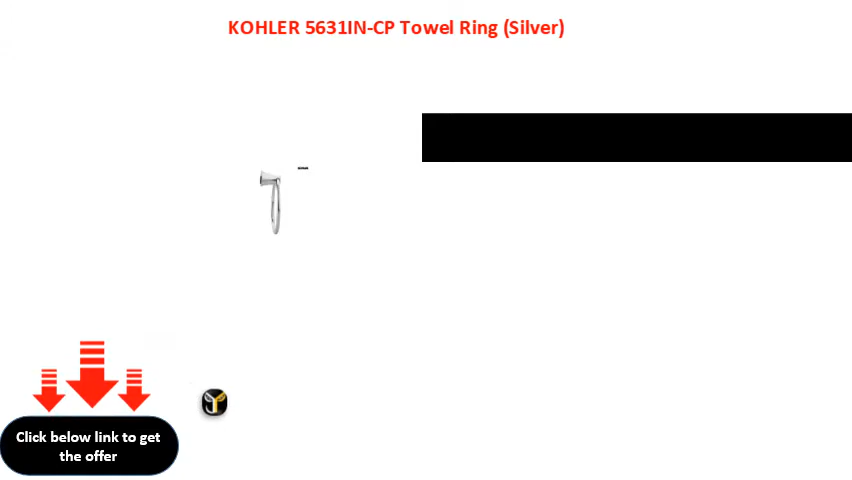 KOHLER 5631IN-CP Towel Ring (Silver)
Click below link to get
the offer